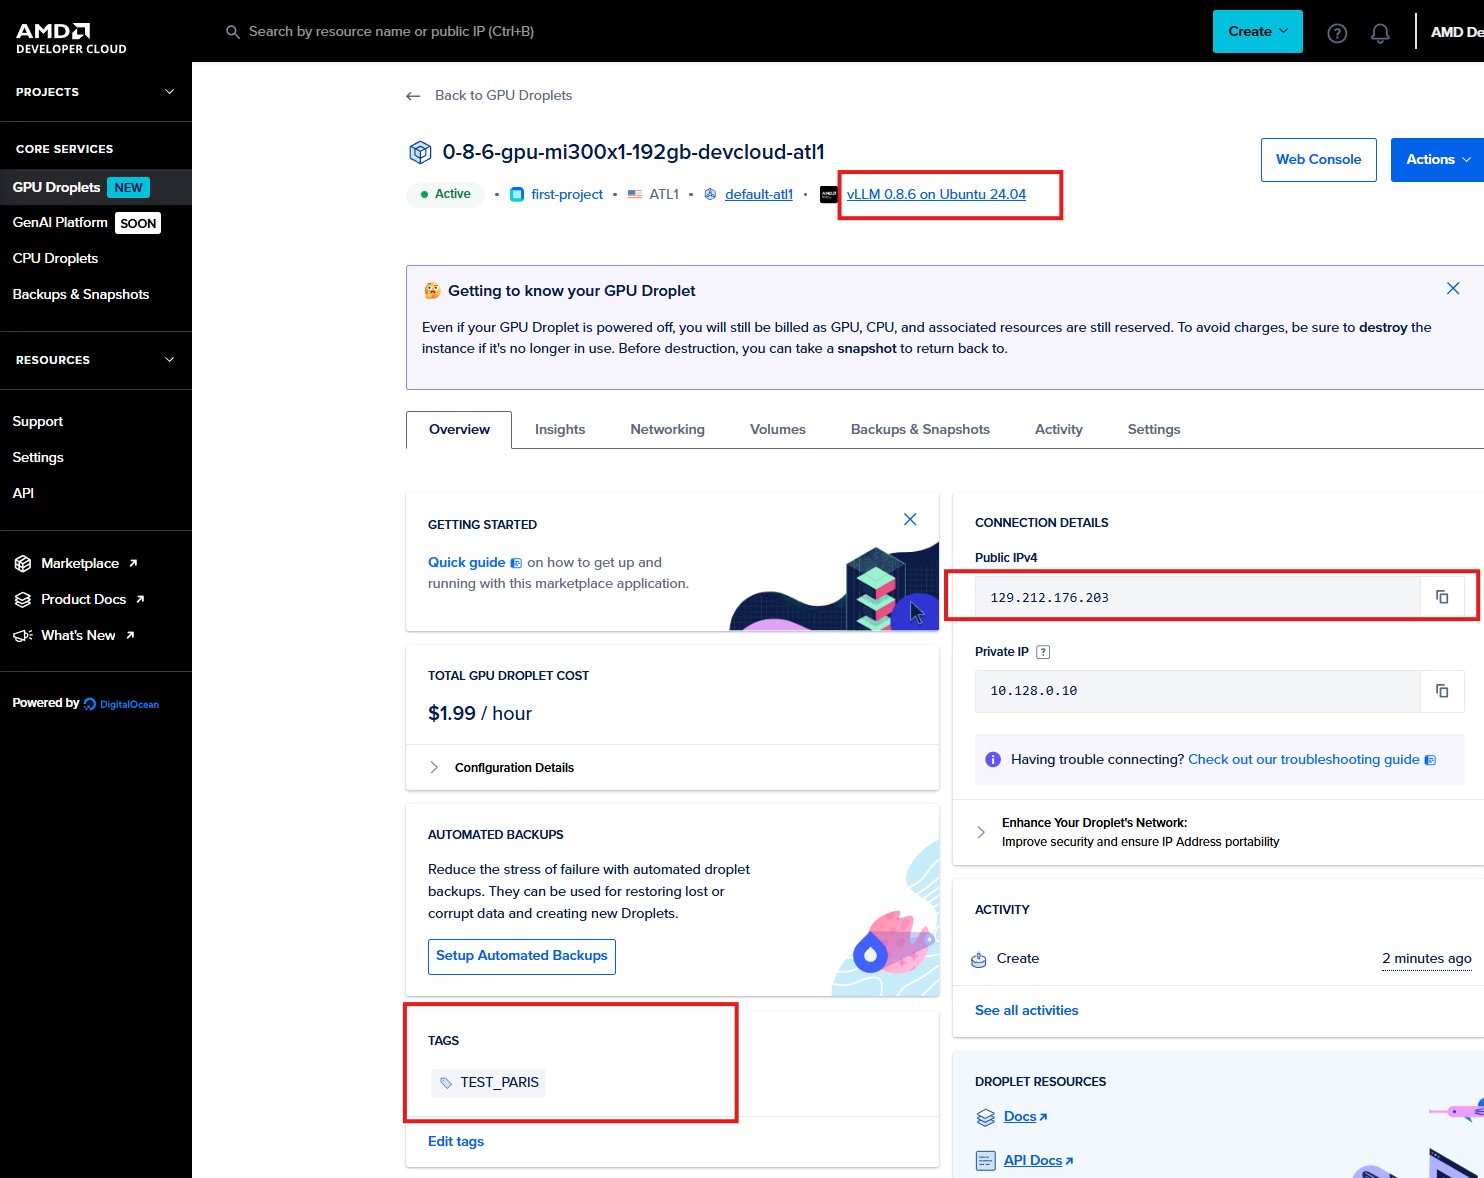 AMD
DEVELOPER CLOUD
Search by resource name or public IP (Ctrl+B)
Create
?
AMD De
PROJECTS
CORE SERVICES
GPU Droplets NEW
GenAI Platform SOON
CPU Droplets
Backups & Snapshots
RESOURCES
Support
Settings
API
Marketplace
Product Docs
What's New
Powered by DigitalOcean
Back to GPU Droplets
0-8-6-gpu-mi300x1-192gb-devcloud-atl1
Web Console
Actions
Active • first-project • ATL1 • default-atl1 • AMD vLLM 0.8.6 on Ubuntu 24.04
Getting to know your GPU Droplet
Even if your GPU Droplet is powered off, you will still be billed as GPU, CPU, and associated resources are still reserved. To avoid charges, be sure to destroy the
instance if it's no longer in use. Before destruction, you can take a snapshot to return back to.
Overview
Insights
Networking
Volumes
Backups & Snapshots
Activity
Settings
GETTING STARTED
Quick guide on how to get up and
running with this marketplace application.
TOTAL GPU DROPLET COST
$1.99 / hour
Configuration Details
AUTOMATED BACKUPS
Reduce the stress of failure with automated droplet
backups. They can be used for restoring lost or
corrupt data and creating new Droplets.
Setup Automated Backups
TAGS
TEST_PARIS
Edit tags
CONNECTION DETAILS
Public IPv4
129.212.176.203
Private IP ?
10.128.0.10
Having trouble connecting? Check out our troubleshooting guide
Enhance Your Droplet's Network:
Improve security and ensure IP Address portability
ACTIVITY
Create
2 minutes ago
See all activities
DROPLET RESOURCES
Docs
API Docs